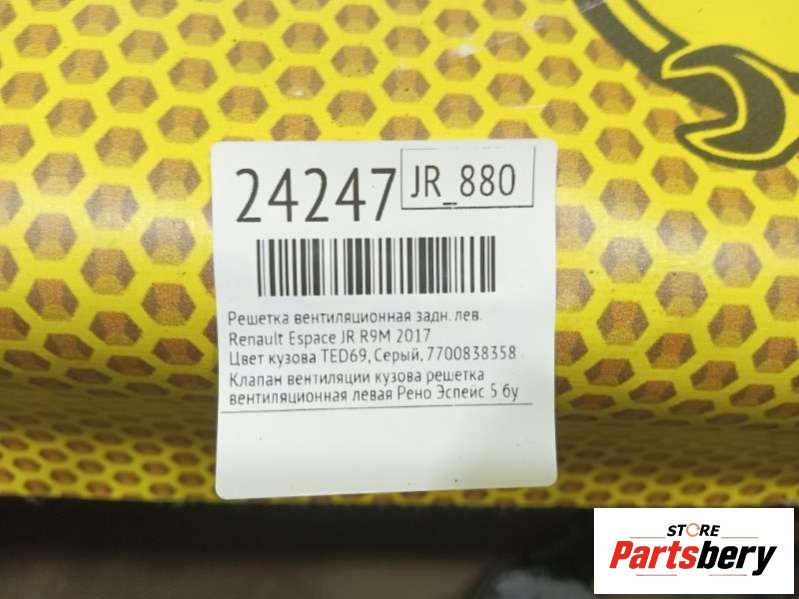 24247
JR_880
Решетка вентиляционная задн. лев.
Renault Espace JR R9M 2017
Цвет кузова TED69, Серый, 7700838358
Клапан вентиляции кузова решетка
вентиляционная левая Рено Эспейс 5 бу
STORE
Partsbery